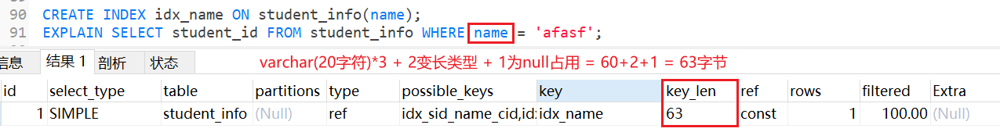 90 CREATE INDEX idx_name ON student_info(name);
91 EXPLAIN SELECT student_id FROM student_info WHERE name = 'afasf';
信息 结果 1 剖析 状态 varchar(20字符)*3 + 2变长类型 + 1为null占用 = 60+2+1 = 63字节
id select_type table partitions type possible_keys key key_len ref rows filtered Extra
1 SIMPLE student_info (Null) ref idx_sid_name_cid,idx idx_name 63 const 1 100.00 (Null)